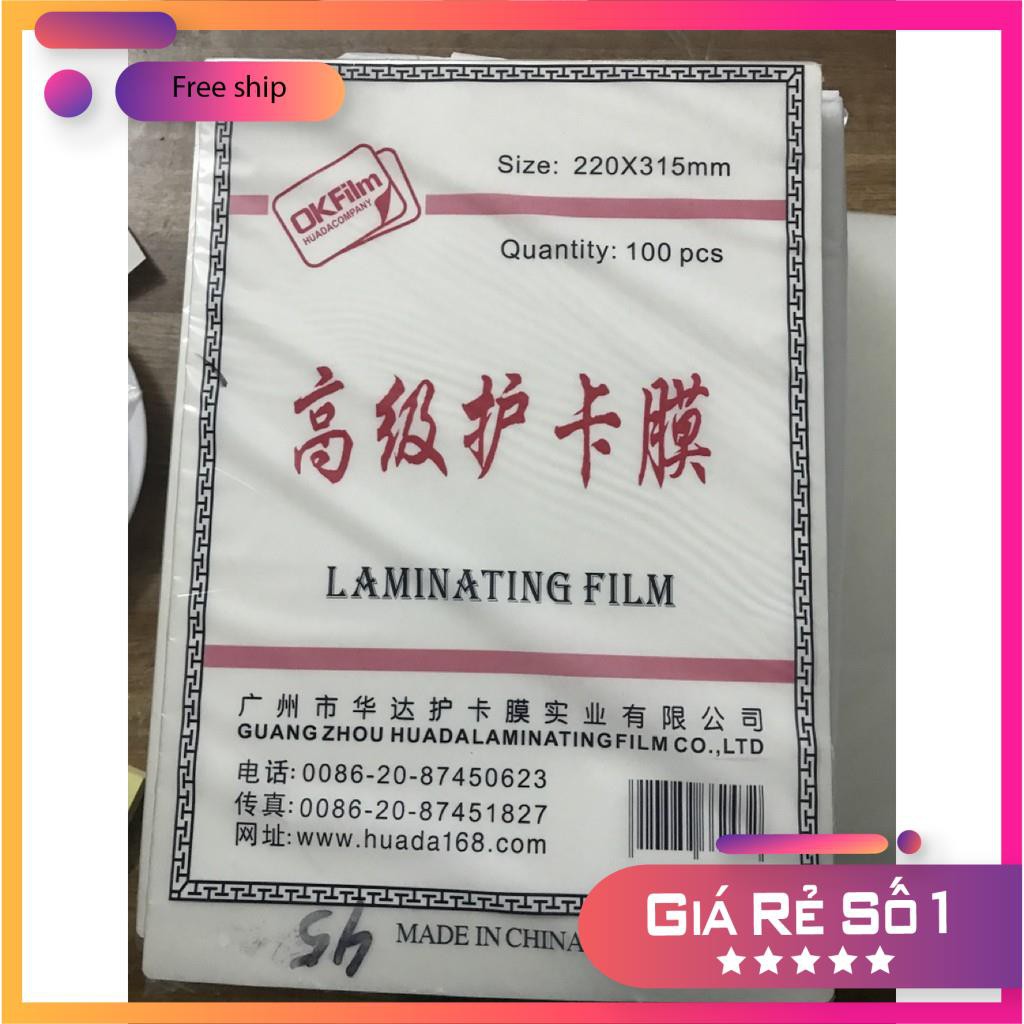 Free ship
Size: 220X315mm
OKFilm
HUADACOMPANY
Quantity: 100 pcs
高级护卡膜
LAMINATING FILM
广州市华达护卡膜实业有限公司
GUANGZHOU HUADALAMINATINGFILM CO.,LTD
电话:0086-20-87450623
传真:0086-20-87451827
网址:www.huada168.com
GIÁ RẺ SỐ 1
45
MADE IN CHINA